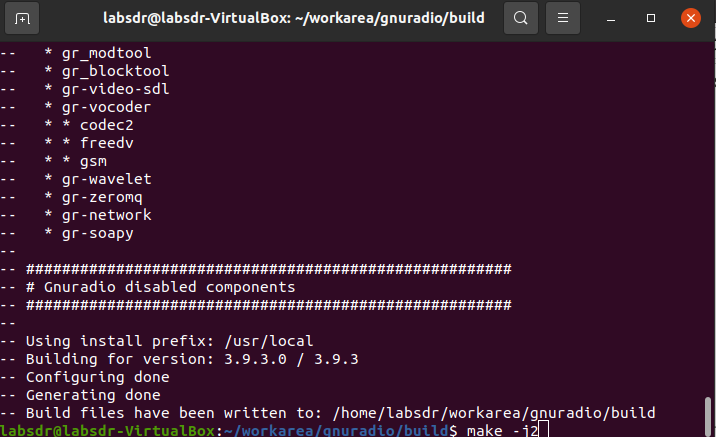 labsdr@labsdr-VirtualBox: ~/workarea/gnuradio/build
--   * gr_modtool
--   * gr_blocktool
--   * gr-video-sdl
--   * gr-vocoder
--   * * codec2
--   * * freedv
--   * * gsm
--   * gr-wavelet
--   * gr-zeromq
--   * gr-network
--   * gr-soapy
--
-- ######################################################
-- # Gnuradio disabled components
-- ######################################################
--
-- Using install prefix: /usr/local
-- Building for version: 3.9.3.0 / 3.9.3
-- Configuring done
-- Generating done
-- Build files have been written to: /home/labsdr/workarea/gnuradio/build
labsdr@labsdr-VirtualBox:~/workarea/gnuradio/build$ make -j2